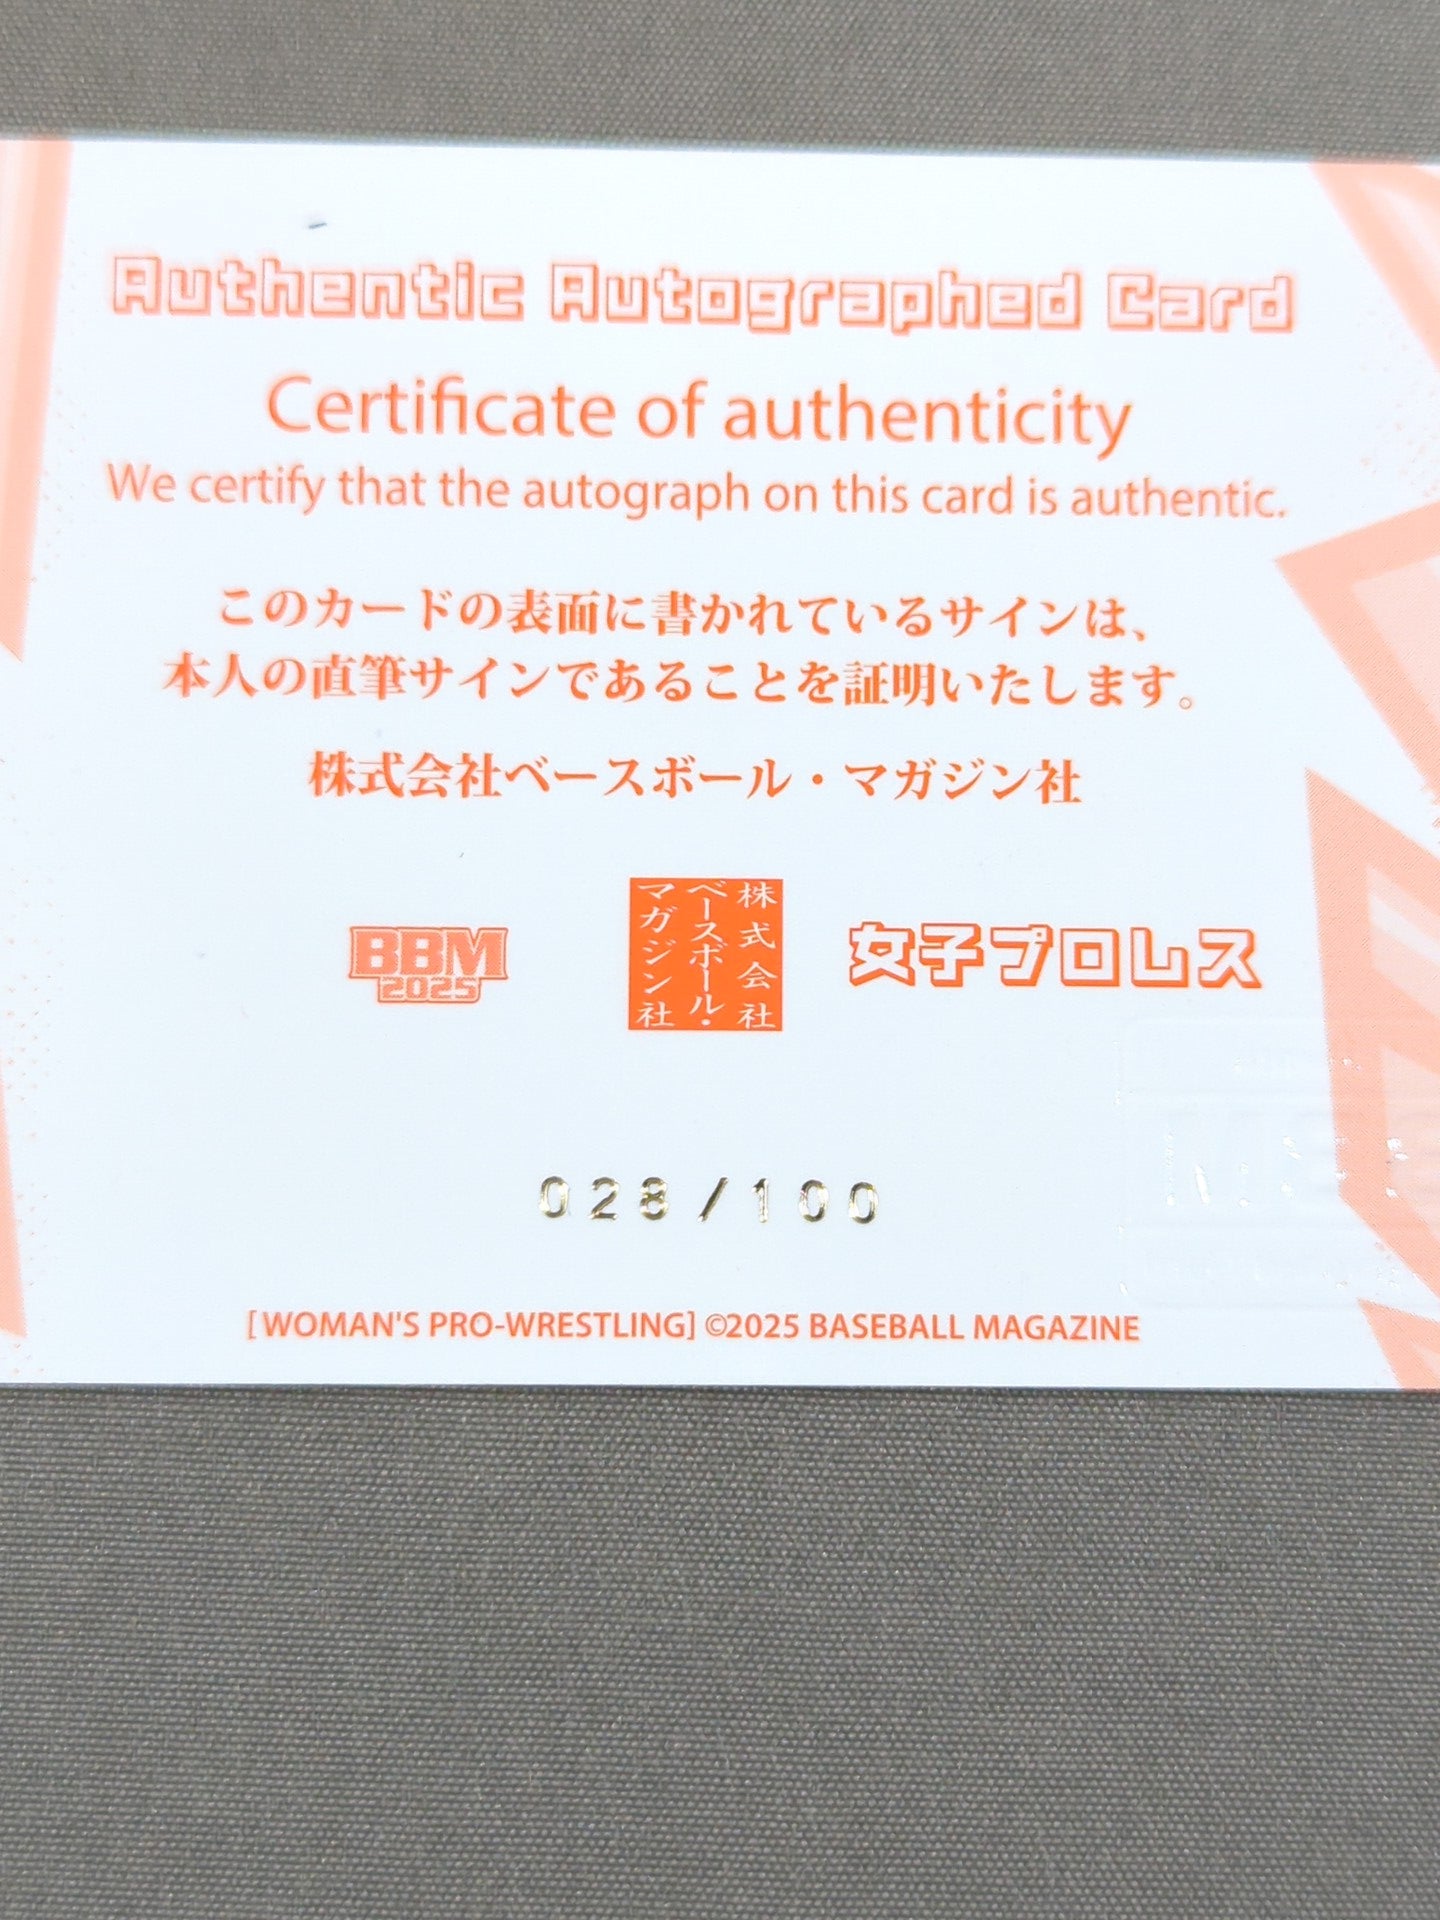 Authentic Autographed Card
Certificate of authenticity
We certify that the autograph on this card is authentic.
このカードの表面に書かれているサインは、
本人の直筆サインであることを証明いたします。
株式会社ベースボール・マガジン社
BBM
2025
株式会社
ベースボール・
マガジン社
女子プロレス
028/100
[WOMAN'S PRO-WRESTLING] ©2025 BASEBALL MAGAZINE